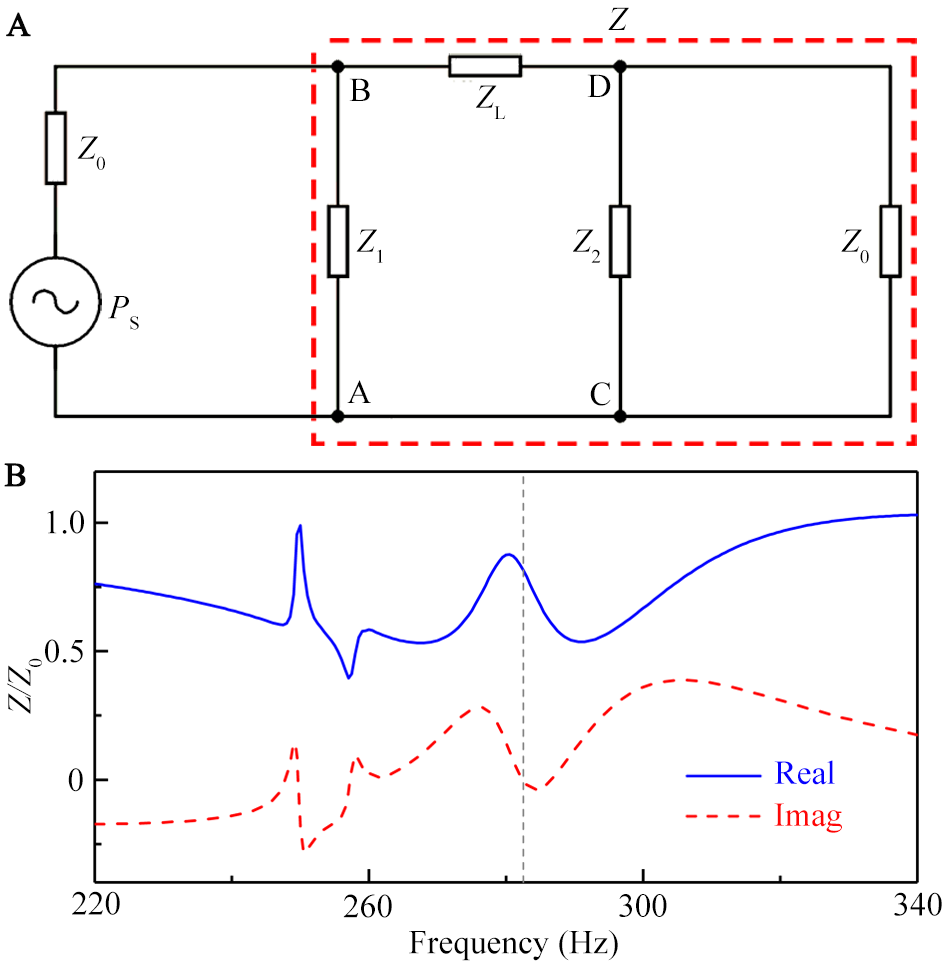 A
Z
B
D
Z_L
Z_0
Z_1
Z_2
Z_0
P_S
A
C
B
1.0
0.5
0
Z/Z_0
Real
Imag
220
260
300
340
Frequency (Hz)